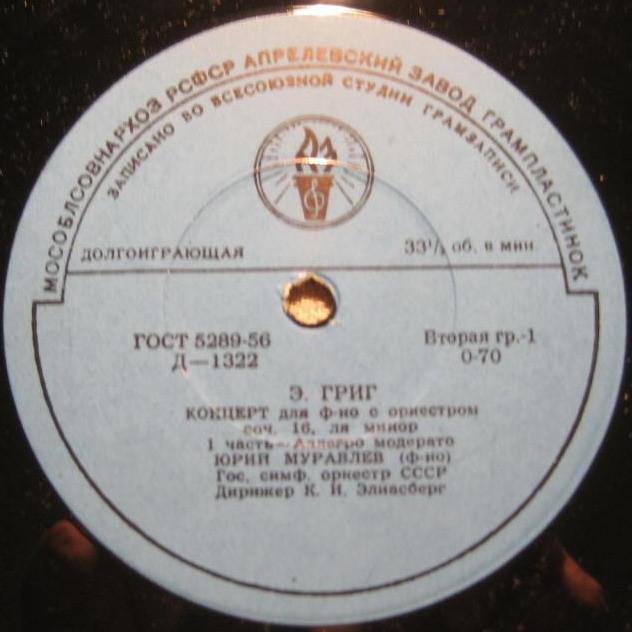 МОСОБЛСОВНАРХОЗ РСФСР АПРЕЛЕВСКИЙ ЗАВОД ГРАМПЛАСТИНОК
ЗАПИСАНО ВО ВСЕСОЮЗНОЙ СТУДИИ ГРАМЗАПИСИ
ДОЛГОИГРАЮЩАЯ 33⅓ об. в мин
ГОСТ 5289-56 Вторая гр.-1
Д—1322 0-70
Э. ГРИГ
КОНЦЕРТ для ф-но с оркестром
соч. 16, ля минор
1 часть—Аллегро модерато
ЮРИЙ МУРАВЛЕВ (ф-но)
Гос. симф. оркестр СССР
Дирижер К. И. Элиасберг